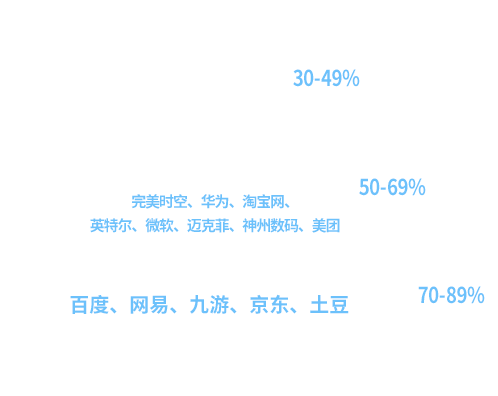 30-49%
50-69%
完美时空、华为、淘宝网、
英特尔、微软、迈克菲、神州数码、美团
70-89%
百度、网易、九游、京东、土豆